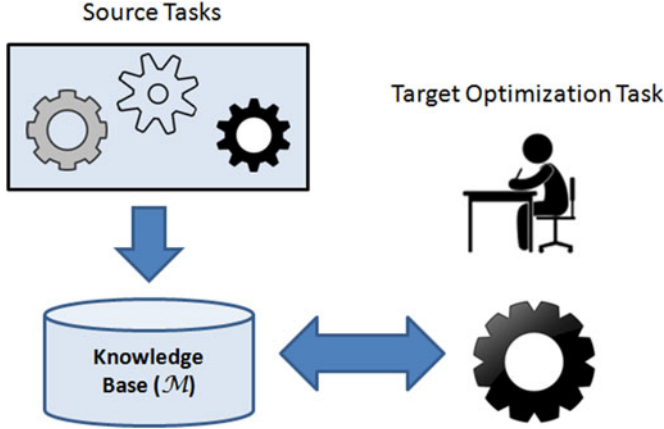 Source Tasks
Target Optimization Task
Knowledge
Base (ℳ)